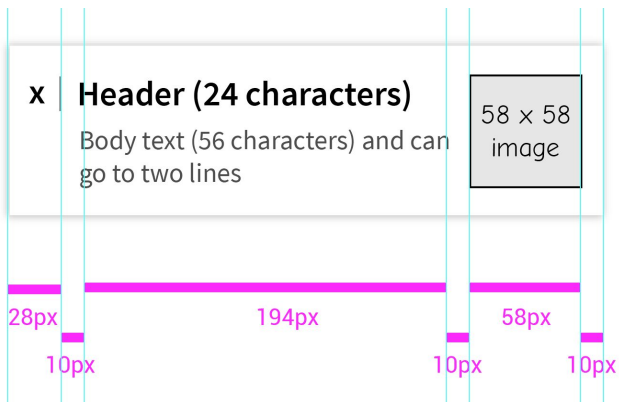 x | Header (24 characters)
Body text (56 characters) and can
go to two lines
58 x 58
image
28px
194px
58px
10px
10px
10px